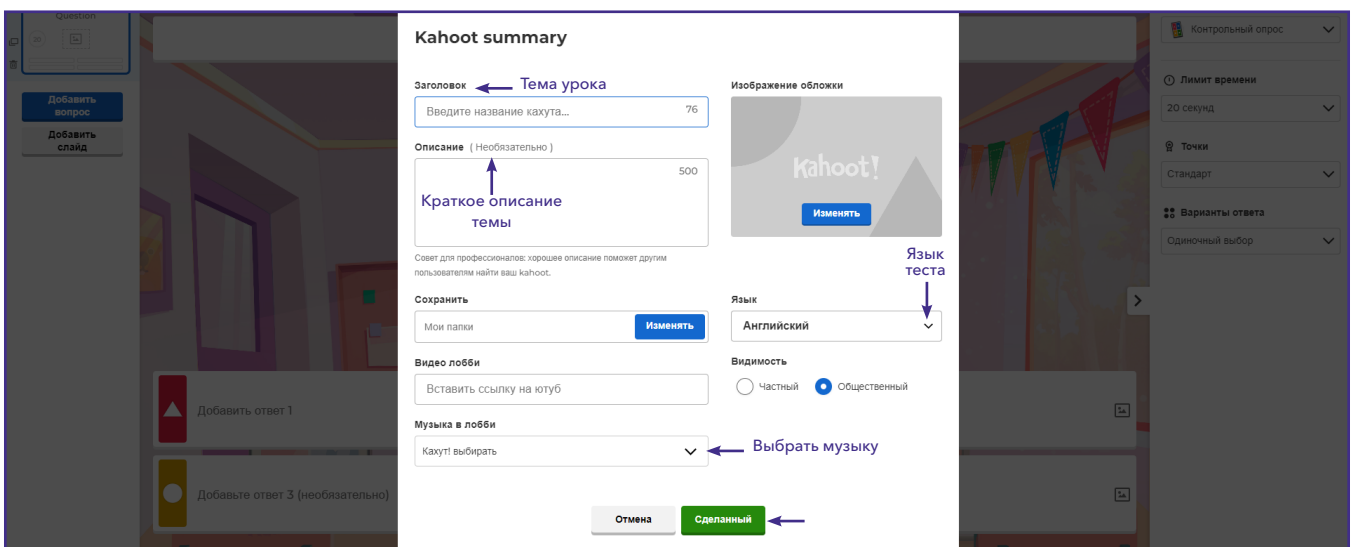 Question
20
Добавить
вопрос
Добавить
слайд
Kahoot summary
Заголовок
Тема урока
Введите название кахута...
76
Описание ( Необязательно )
500
Краткое описание
темы
Совет для профессионалов: хорошее описание поможет другим
пользователям найти ваш kahoot.
Сохранить
Мои папки
Изменять
Видео лобби
Вставить ссылку на ютуб
Музыка в лобби
Кахут! выбирать
Выбрать музыку
Отмена
Сделанный
Изображение обложки
Kahoot!
Изменять
Язык
теста
Язык
Английский
Видимость
Частный
Общественный
Добавить ответ 1
Добавьте ответ 3 (необязательно)
Контрольный опрос
Лимит времени
20 секунд
Точки
Стандарт
Варианты ответа
Одиночный выбор